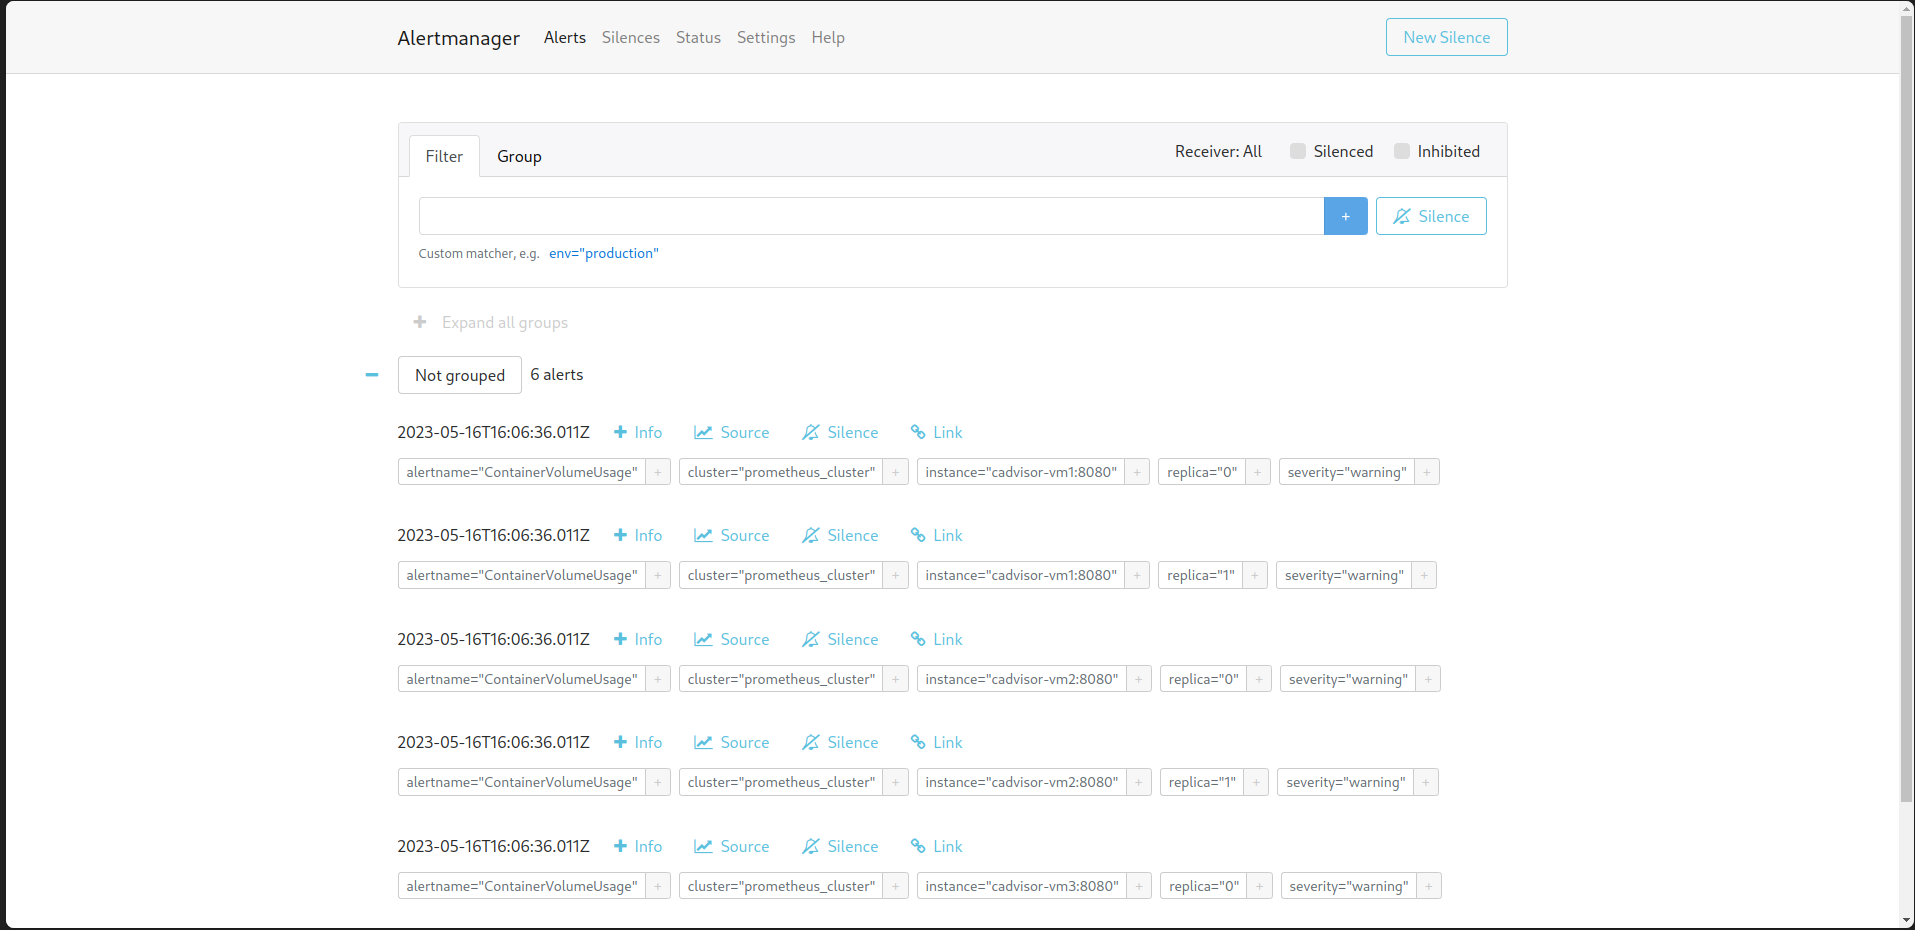 Alertmanager Alerts Silences Status Settings Help New Silence
Filter Group Receiver: All Silenced Inhibited
+ Silence
Custom matcher, e.g. env="production"
+ Expand all groups
− Not grouped 6 alerts
2023-05-16T16:06:36.011Z + Info Source Silence Link
alertname="ContainerVolumeUsage" + cluster="prometheus_cluster" + instance="cadvisor-vm1:8080" + replica="0" + severity="warning" +
2023-05-16T16:06:36.011Z + Info Source Silence Link
alertname="ContainerVolumeUsage" + cluster="prometheus_cluster" + instance="cadvisor-vm1:8080" + replica="1" + severity="warning" +
2023-05-16T16:06:36.011Z + Info Source Silence Link
alertname="ContainerVolumeUsage" + cluster="prometheus_cluster" + instance="cadvisor-vm2:8080" + replica="0" + severity="warning" +
2023-05-16T16:06:36.011Z + Info Source Silence Link
alertname="ContainerVolumeUsage" + cluster="prometheus_cluster" + instance="cadvisor-vm2:8080" + replica="1" + severity="warning" +
2023-05-16T16:06:36.011Z + Info Source Silence Link
alertname="ContainerVolumeUsage" + cluster="prometheus_cluster" + instance="cadvisor-vm3:8080" + replica="0" + severity="warning" +